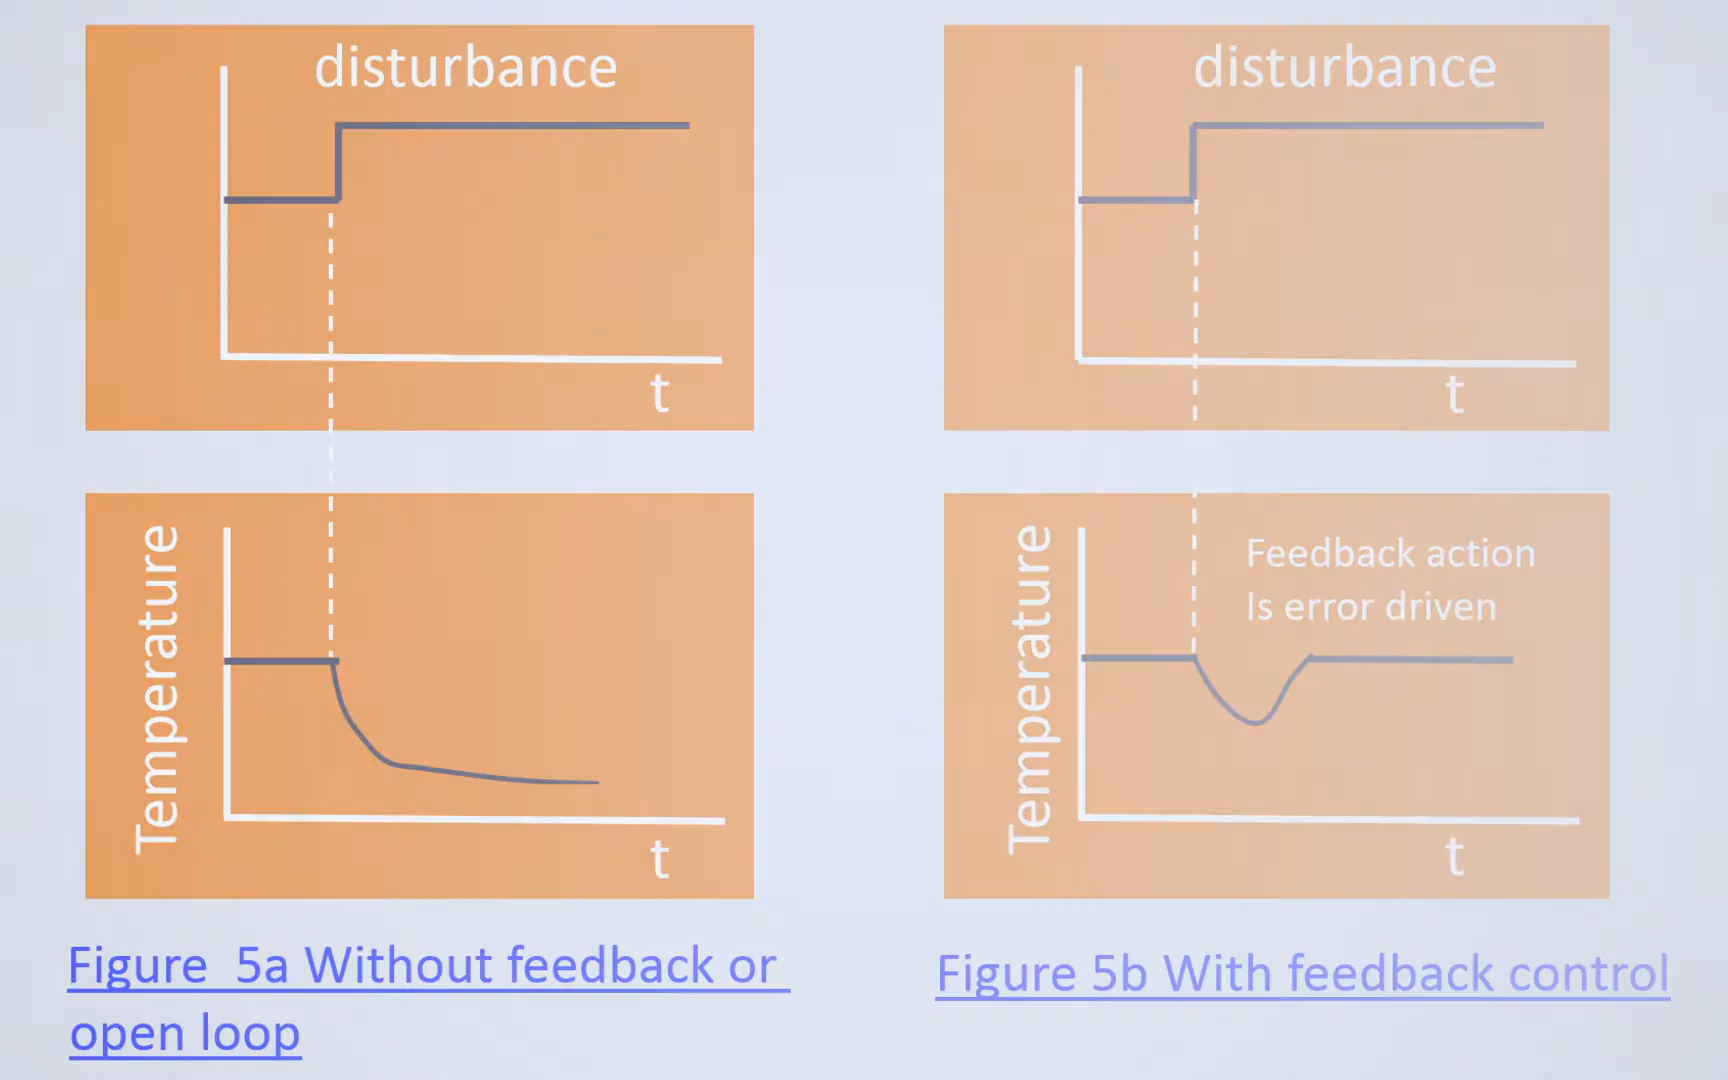 disturbance
t
Temperature
t
Figure 5a Without feedback or
open loop
disturbance
t
Temperature
Feedback action
Is error driven
t
Figure 5b With feedback control